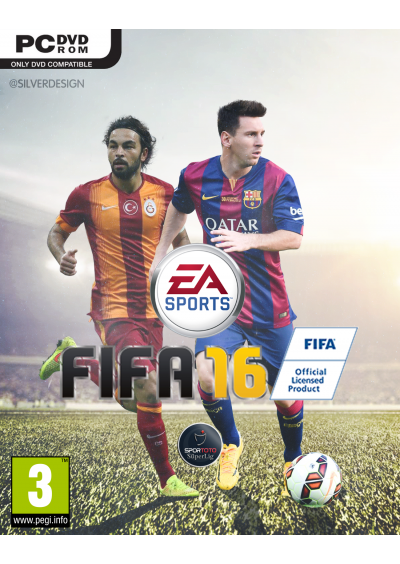 PC DVD
ROM
ONLY DVD COMPATIBLE
@SILVERDESIGN
QATAR
beko
EA
SPORTS
FIFA 16
FIFA®
Official
Licensed
Product
SPORTOTO
SüperLig
3
www.pegi.info